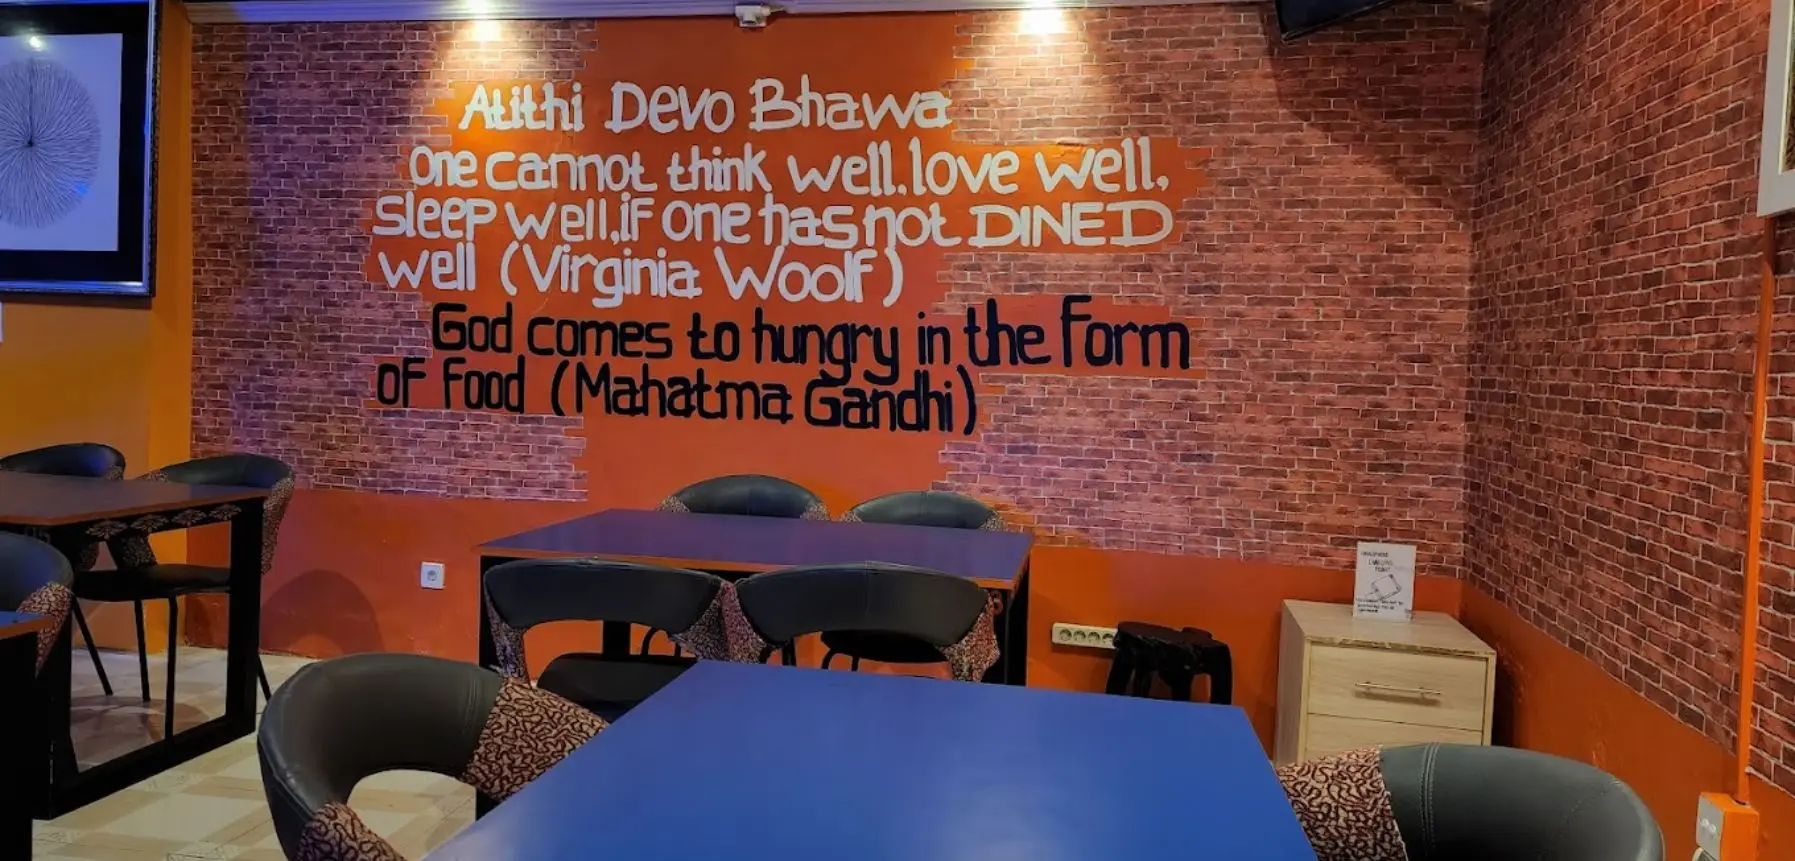 Atithi Devo Bhawa
one cannot think well, love well,
sleep well, if one has not DINED
well (Virginia Woolf)
God comes to hungry in the form
of food (Mahatma Gandhi)